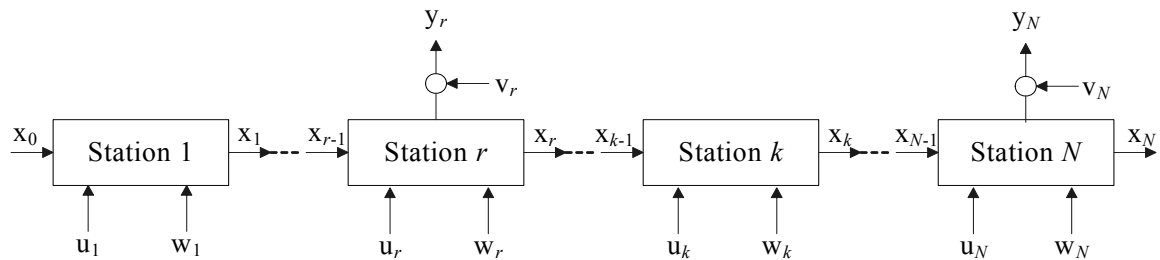 y_r y_N
v_r v_N
x_0 Station 1 x_1 x_{r-1} Station r x_r x_{k-1} Station k x_k x_{N-1} Station N x_N
u_1 w_1 u_r w_r u_k w_k u_N w_N